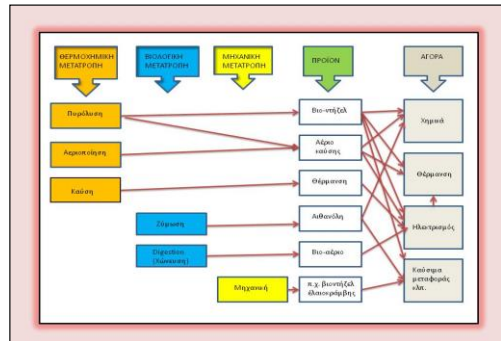 ΘΕΡΜΟΧΗΜΙΚΗ
ΜΕΤΑΤΡΟΠΗ
ΒΙΟΛΟΓΙΚΗ
ΜΕΤΑΤΡΟΠΗ
ΜΗΧΑΝΙΚΗ
ΜΕΤΑΤΡΟΠΗ
ΠΡΟΪΟΝ
ΑΓΟΡΑ
Πυρόλυση
Βιο-ντήζελ
Χημικά
Αεριοποίηση
Αέριο
καύσης
Θέρμανση
Καύση
Θέρμανση
Ζύμωση
Αιθανόλη
Ηλεκτρισμός
Digestion
(Χώνευση)
Βιο-αέριο
Καύσιμα
μεταφοράς
κλπ.
Μηχανική
π.χ. βιοντήζελ
ελαιοκράμβης